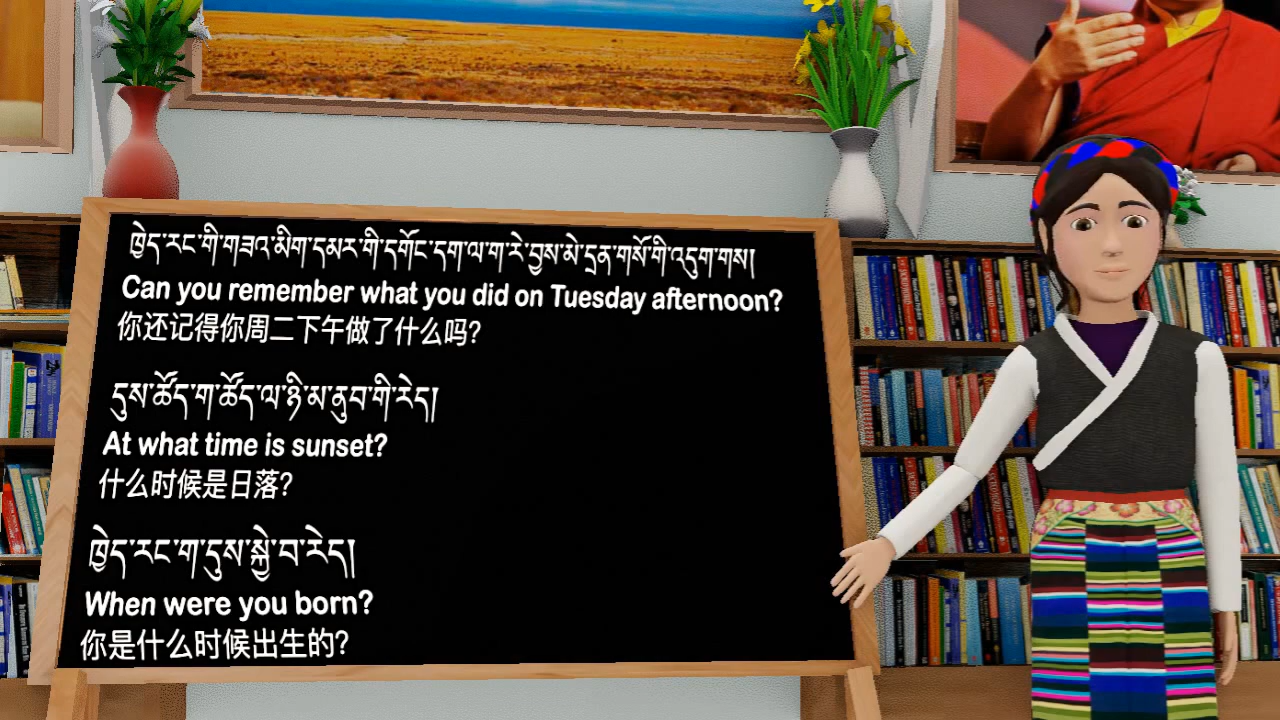 ཁྱེད་རང་གི་གཟའ་མིག་དམར་གི་དགོང་དག་ལ་ག་རེ་བྱས་མེ་དྲན་གསོ་གི་འདུག་གས།
Can you remember what you did on Tuesday afternoon?
你还记得你周二下午做了什么吗?
དུས་ཚོད་ག་ཚོད་ལ་ཉི་མ་ནུབ་གི་རེད།
At what time is sunset?
什么时候是日落?
ཁྱེད་རང་ག་དུས་སྐྱེ་བ་རེད།
When were you born?
你是什么时候出生的?